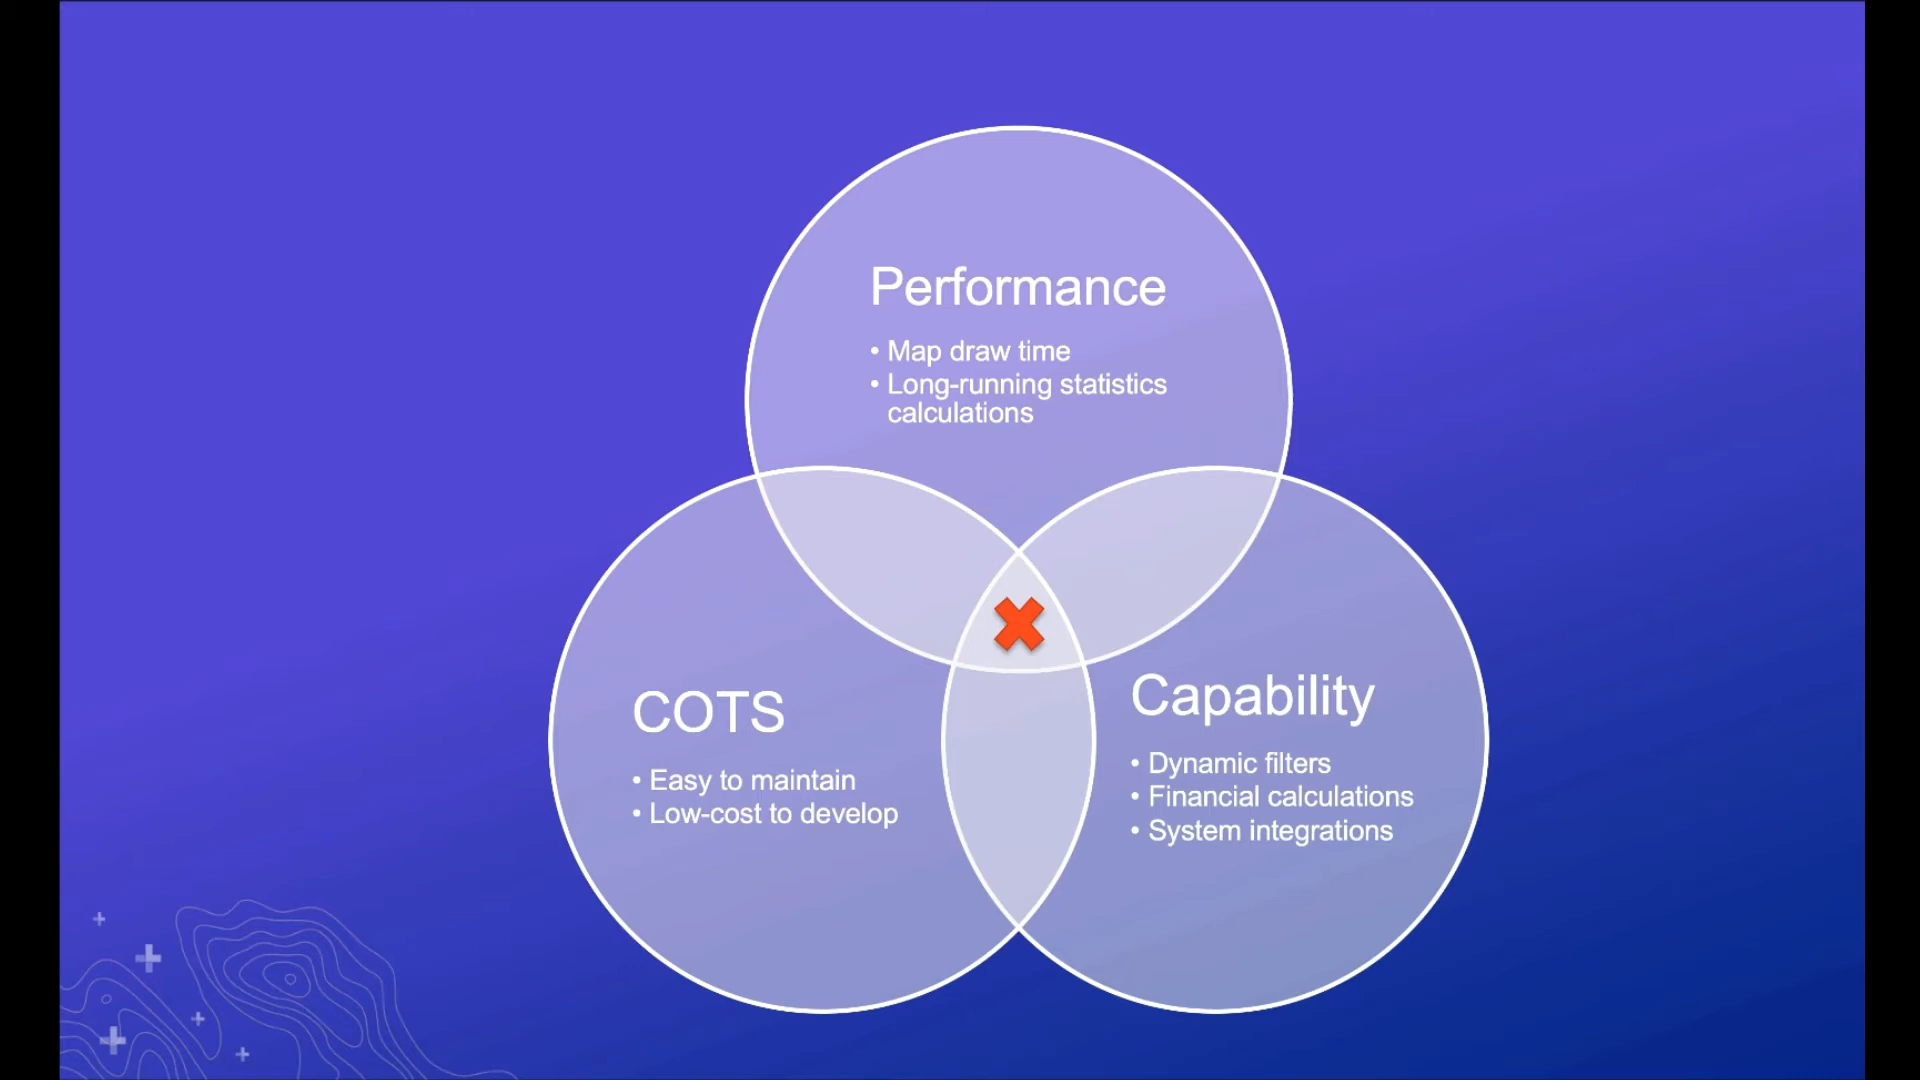 Performance
• Map draw time
• Long-running statistics
calculations
COTS
• Easy to maintain
• Low-cost to develop
Capability
• Dynamic filters
• Financial calculations
• System integrations